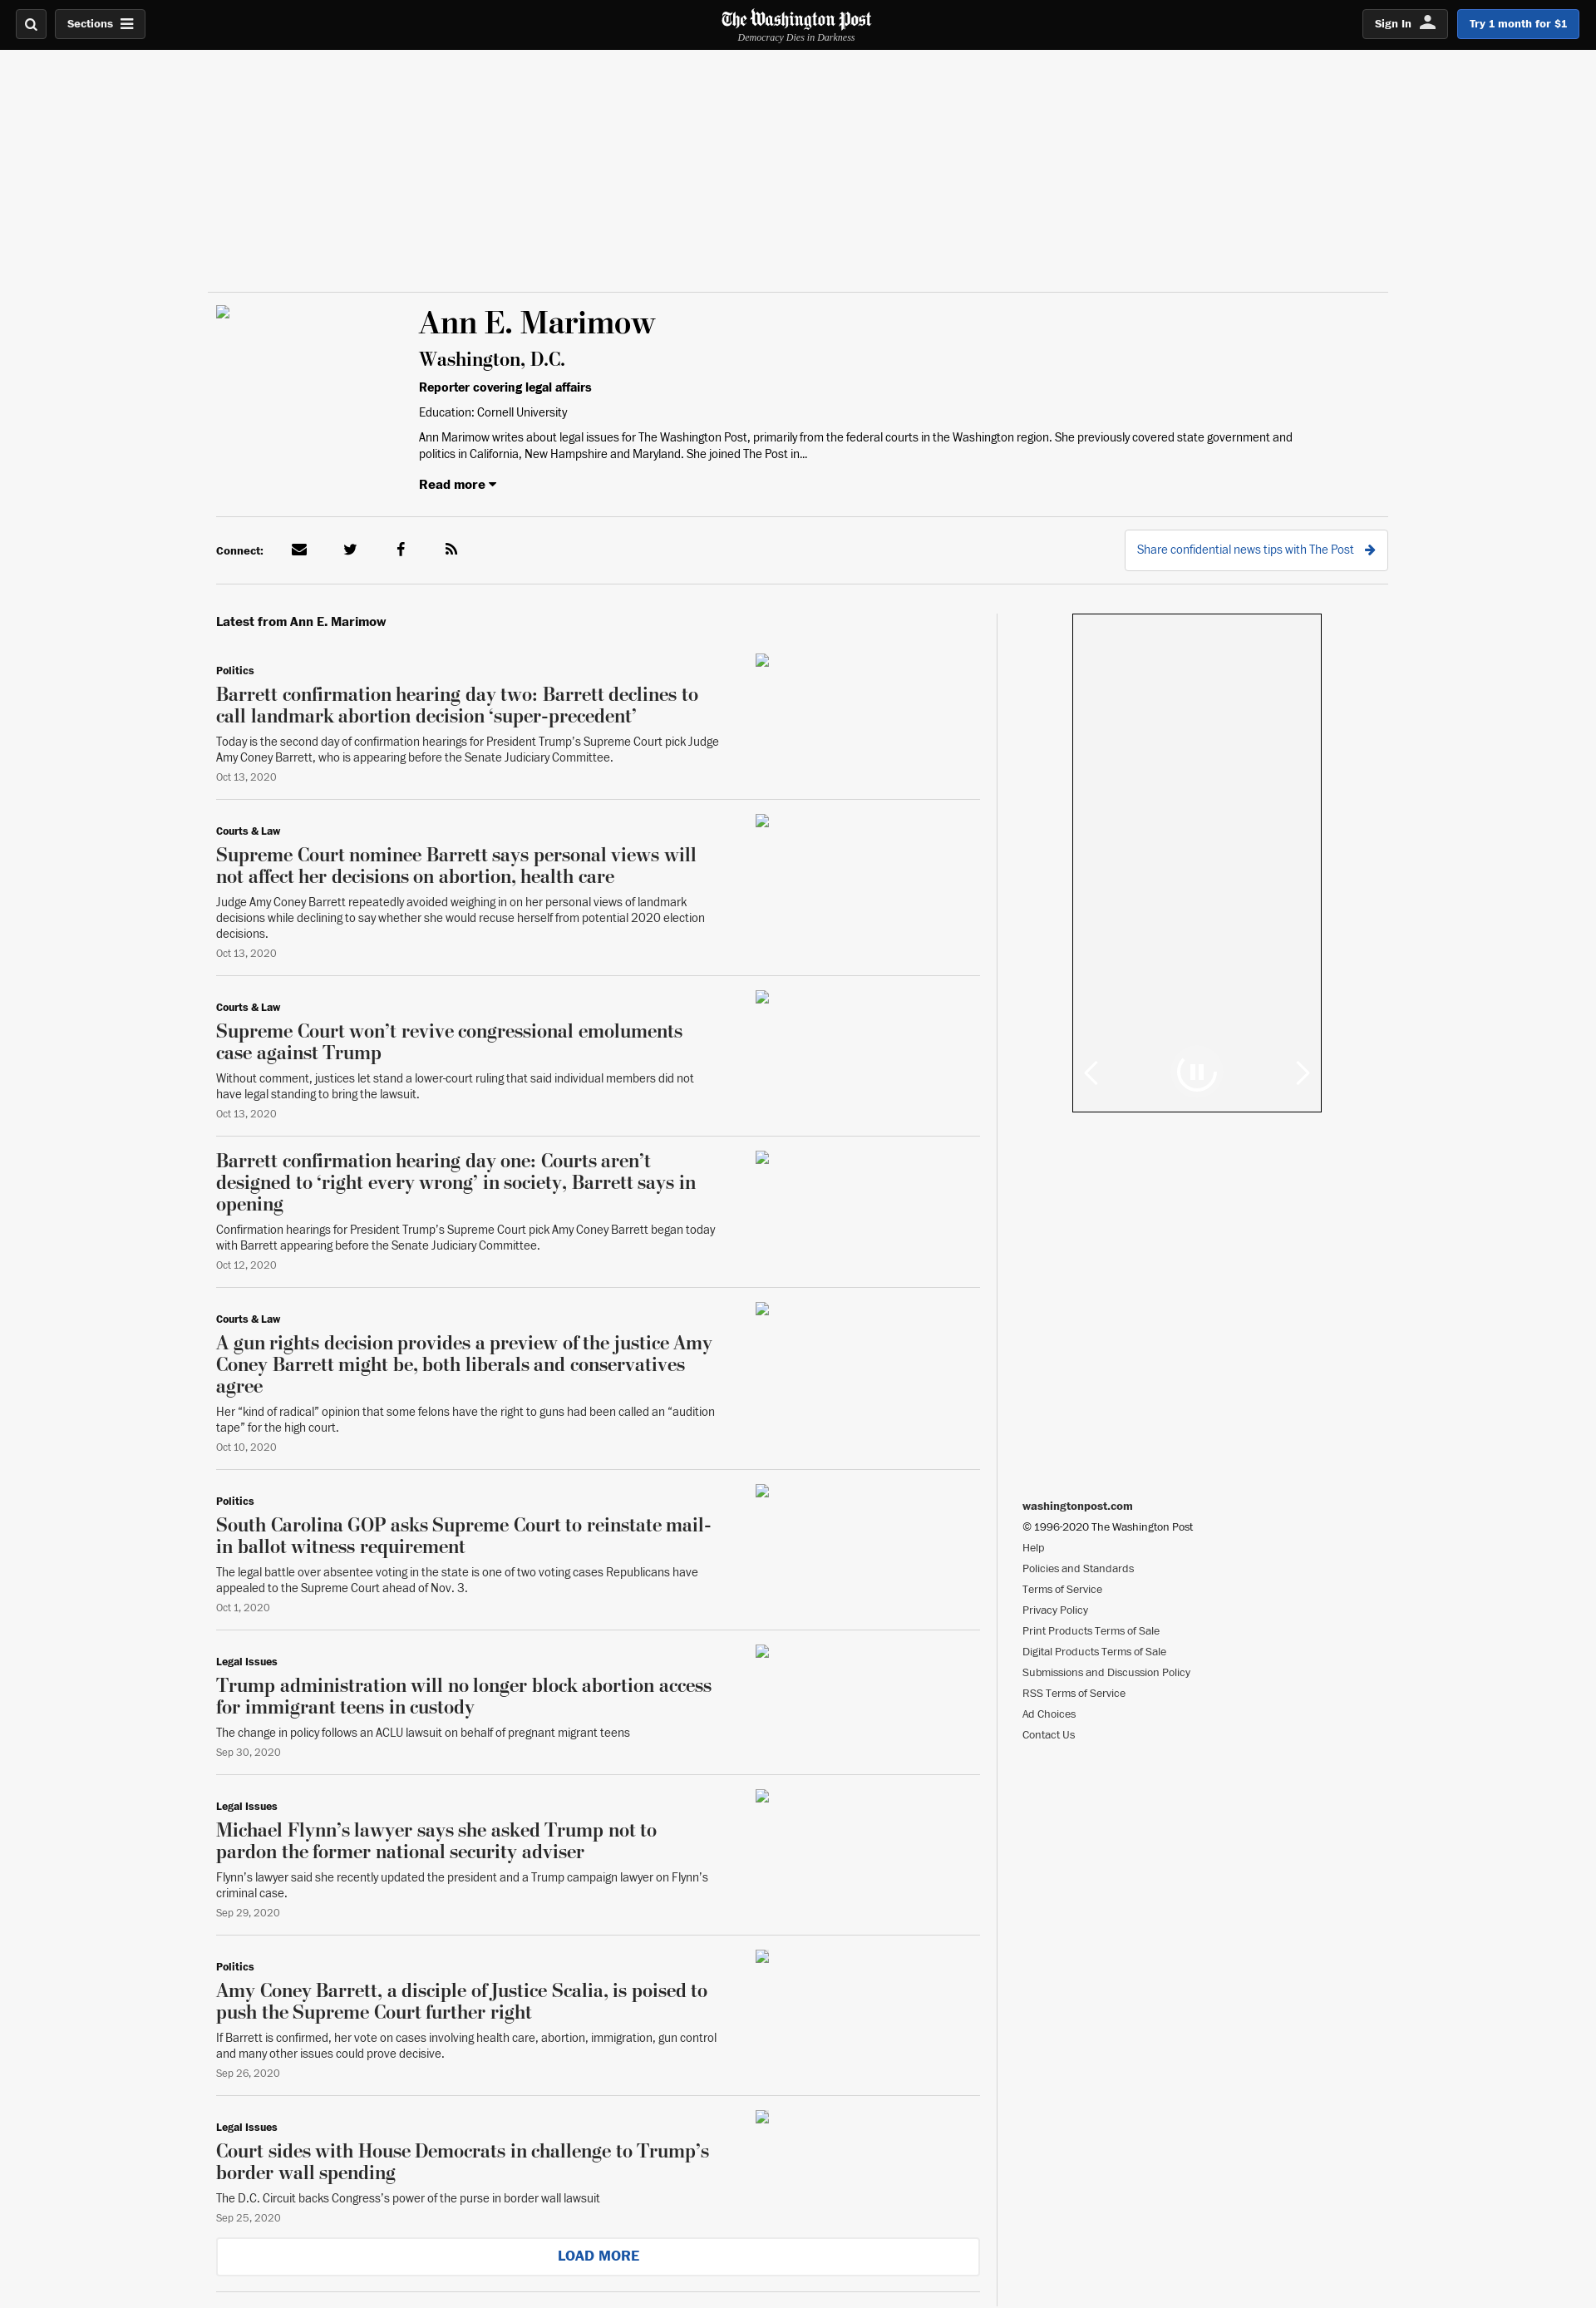 Sections
The Washington Post
Democracy Dies in Darkness
Sign In
Try 1 month for $1
Ann E. Marimow
Washington, D.C.
Reporter covering legal affairs
Education: Cornell University
Ann Marimow writes about legal issues for The Washington Post, primarily from the federal courts in the Washington region. She previously covered state government and
politics in California, New Hampshire and Maryland. She joined The Post in...
Read more
Connect:
Share confidential news tips with The Post
Latest from Ann E. Marimow
Politics
Barrett confirmation hearing day two: Barrett declines to
call landmark abortion decision ‘super-precedent’
Today is the second day of confirmation hearings for President Trump’s Supreme Court pick Judge
Amy Coney Barrett, who is appearing before the Senate Judiciary Committee.
Oct 13, 2020
Courts & Law
Supreme Court nominee Barrett says personal views will
not affect her decisions on abortion, health care
Judge Amy Coney Barrett repeatedly avoided weighing in on her personal views of landmark
decisions while declining to say whether she would recuse herself from potential 2020 election
decisions.
Oct 13, 2020
Courts & Law
Supreme Court won’t revive congressional emoluments
case against Trump
Without comment, justices let stand a lower-court ruling that said individual members did not
have legal standing to bring the lawsuit.
Oct 13, 2020
Barrett confirmation hearing day one: Courts aren’t
designed to ‘right every wrong’ in society, Barrett says in
opening
Confirmation hearings for President Trump’s Supreme Court pick Amy Coney Barrett began today
with Barrett appearing before the Senate Judiciary Committee.
Oct 12, 2020
Courts & Law
A gun rights decision provides a preview of the justice Amy
Coney Barrett might be, both liberals and conservatives
agree
Her “kind of radical” opinion that some felons have the right to guns had been called an “audition
tape” for the high court.
Oct 10, 2020
Politics
South Carolina GOP asks Supreme Court to reinstate mail-
in ballot witness requirement
The legal battle over absentee voting in the state is one of two voting cases Republicans have
appealed to the Supreme Court ahead of Nov. 3.
Oct 1, 2020
Legal Issues
Trump administration will no longer block abortion access
for immigrant teens in custody
The change in policy follows an ACLU lawsuit on behalf of pregnant migrant teens
Sep 30, 2020
Legal Issues
Michael Flynn’s lawyer says she asked Trump not to
pardon the former national security adviser
Flynn’s lawyer said she recently updated the president and a Trump campaign lawyer on Flynn’s
criminal case.
Sep 29, 2020
Politics
Amy Coney Barrett, a disciple of Justice Scalia, is poised to
push the Supreme Court further right
If Barrett is confirmed, her vote on cases involving health care, abortion, immigration, gun control
and many other issues could prove decisive.
Sep 26, 2020
Legal Issues
Court sides with House Democrats in challenge to Trump’s
border wall spending
The D.C. Circuit backs Congress’s power of the purse in border wall lawsuit
Sep 25, 2020
LOAD MORE
washingtonpost.com
© 1996-2020 The Washington Post
Help
Policies and Standards
Terms of Service
Privacy Policy
Print Products Terms of Sale
Digital Products Terms of Sale
Submissions and Discussion Policy
RSS Terms of Service
Ad Choices
Contact Us